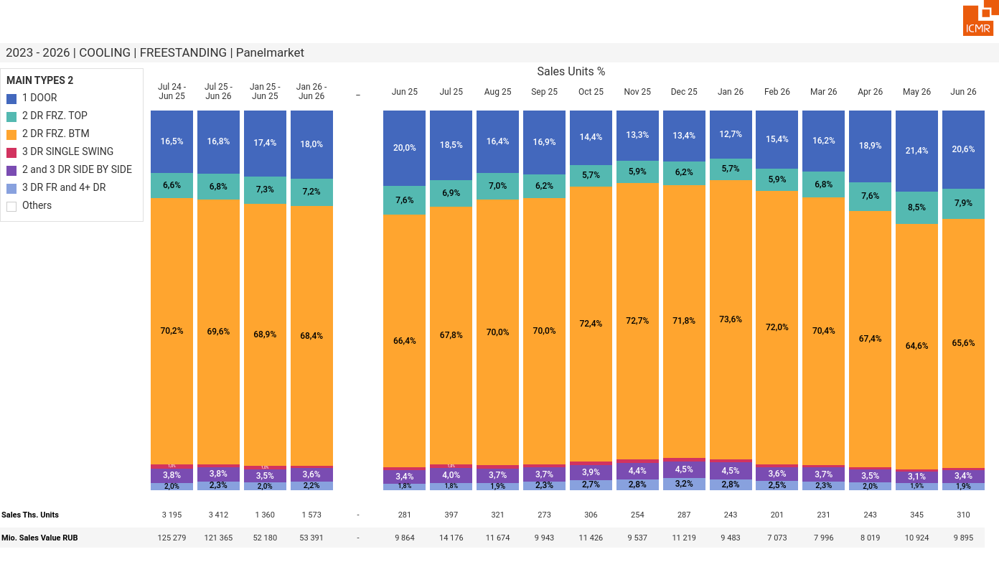 ICMR
2023 - 2026 | COOLING | FREESTANDING | Panelmarket
MAIN TYPES 2
1 DOOR
2 DR FRZ. TOP
2 DR FRZ. BTM
3 DR SINGLE SWING
2 and 3 DR SIDE BY SIDE
3 DR FR and 4+ DR
Others
Sales Units %
Jul 24 - Jun 25 Jul 25 - Jun 26 Jan 25 - Jun 25 Jan 26 - Jun 26 – Jun 25 Jul 25 Aug 25 Sep 25 Oct 25 Nov 25 Dec 25 Jan 26 Feb 26 Mar 26 Apr 26 May 26 Jun 26
16,5% 16,8% 17,4% 18,0% 20,0% 18,5% 16,4% 16,9% 14,4% 13,3% 13,4% 12,7% 15,4% 16,2% 18,9% 21,4% 20,6%
6,6% 6,8% 7,3% 7,2% 7,6% 6,9% 7,0% 6,2% 5,7% 5,9% 6,2% 5,7% 5,9% 6,8% 7,6% 8,5% 7,9%
70,2% 69,6% 68,9% 68,4% 66,4% 67,8% 70,0% 70,0% 72,4% 72,7% 71,8% 73,6% 72,0% 70,4% 67,4% 64,6% 65,6%
3,8% 3,8% 3,5% 3,6% 3,4% 4,0% 3,7% 3,7% 3,9% 4,4% 4,5% 4,5% 3,6% 3,7% 3,5% 3,1% 3,4%
2,0% 2,3% 2,0% 2,2% 1,8% 1,8% 1,9% 2,3% 2,7% 2,8% 3,2% 2,8% 2,5% 2,3% 2,0% 1,9% 1,9%
Sales Ths. Units 3 195 3 412 1 360 1 573 - 281 397 321 273 306 254 287 243 201 231 243 345 310
Mio. Sales Value RUB 125 279 121 365 52 180 53 391 - 9 864 14 176 11 674 9 943 11 426 9 537 11 219 9 483 7 073 7 996 8 019 10 924 9 895